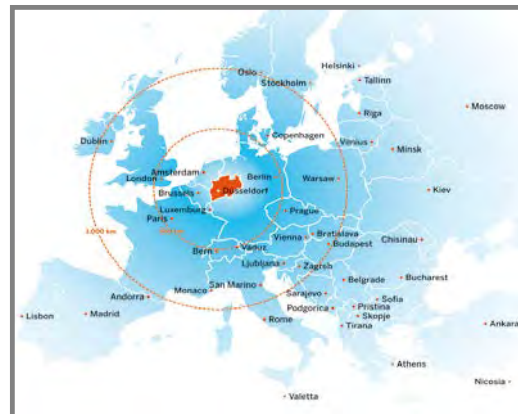 Helsinki
Oslo
Stockholm
Tallinn
Riga
Moscow
Dublin
Copenhagen
Vilnius
Minsk
Amsterdam
London
Berlin
Warsaw
Brussels
Düsseldorf
Kiev
Luxemburg
Paris
Prague
1.000 km
Vienna
Bratislava
Budapest
Chisinau
Bern
Vaduz
Ljubljana
Zagreb
Monaco
San Marino
Belgrade
Bucharest
Andorra
Sarajevo
Sofia
Lisbon
Madrid
Rome
Podgorica
Pristina
Skopje
Tirana
Ankara
Athens
Nicosia
Valetta